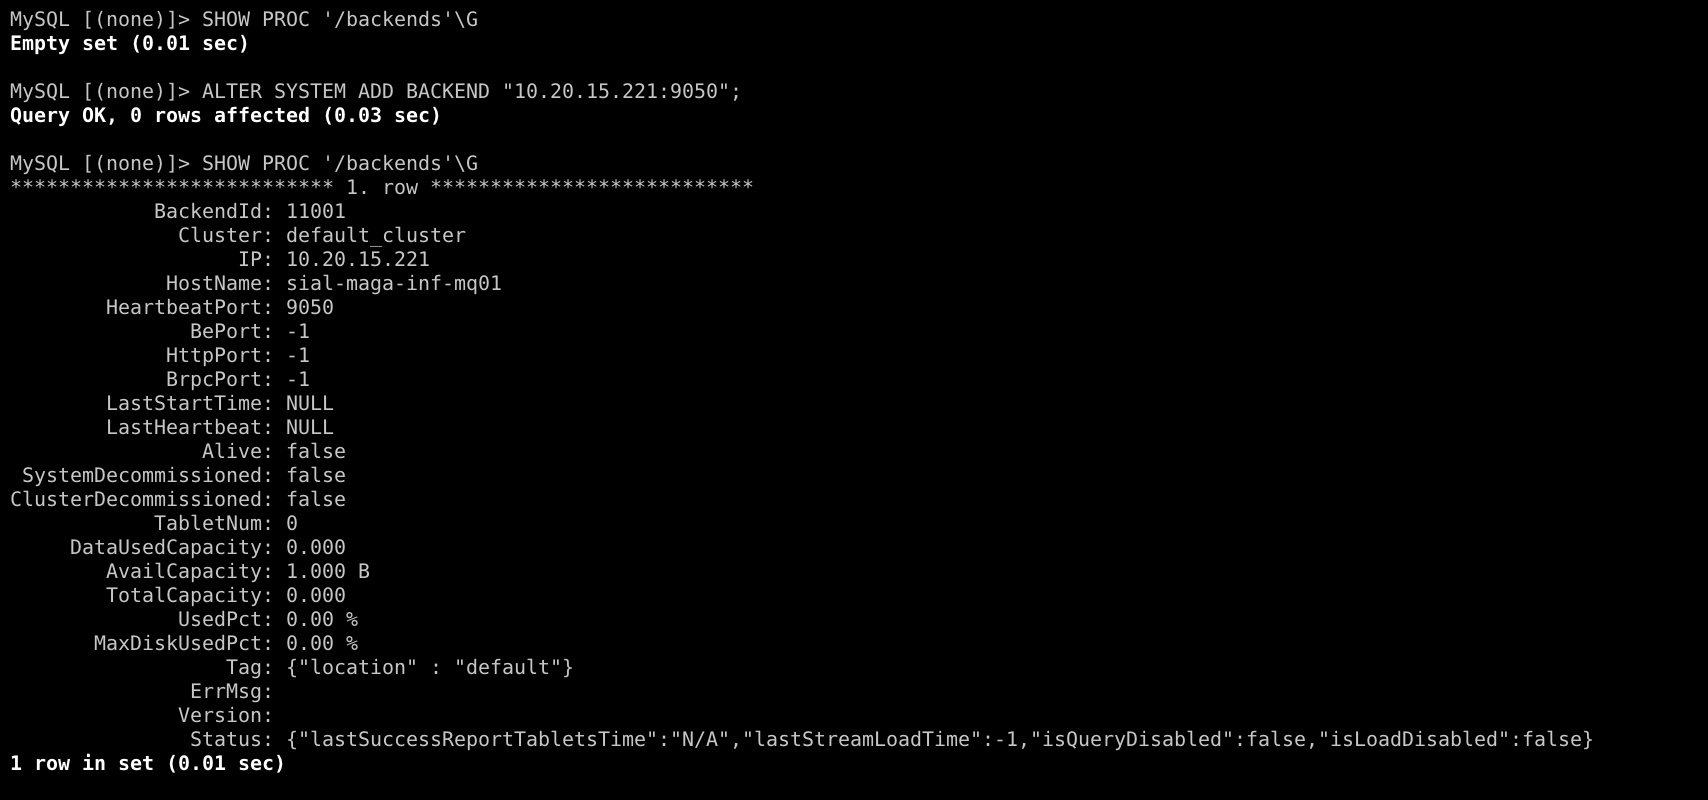 MySQL [(none)]> SHOW PROC '/backends'\G
Empty set (0.01 sec)
MySQL [(none)]> ALTER SYSTEM ADD BACKEND "10.20.15.221:9050";
Query OK, 0 rows affected (0.03 sec)
MySQL [(none)]> SHOW PROC '/backends'\G
*************************** 1. row ***************************
BackendId: 11001
Cluster: default_cluster
IP: 10.20.15.221
HostName: sial-maga-inf-mq01
HeartbeatPort: 9050
BePort: -1
HttpPort: -1
BrpcPort: -1
LastStartTime: NULL
LastHeartbeat: NULL
Alive: false
SystemDecommissioned: false
ClusterDecommissioned: false
TabletNum: 0
DataUsedCapacity: 0.000
AvailCapacity: 1.000 B
TotalCapacity: 0.000
UsedPct: 0.00 %
MaxDiskUsedPct: 0.00 %
Tag: {"location" : "default"}
ErrMsg:
Version:
Status: {"lastSuccessReportTabletsTime":"N/A","lastStreamLoadTime":-1,"isQueryDisabled":false,"isLoadDisabled":false}
1 row in set (0.01 sec)